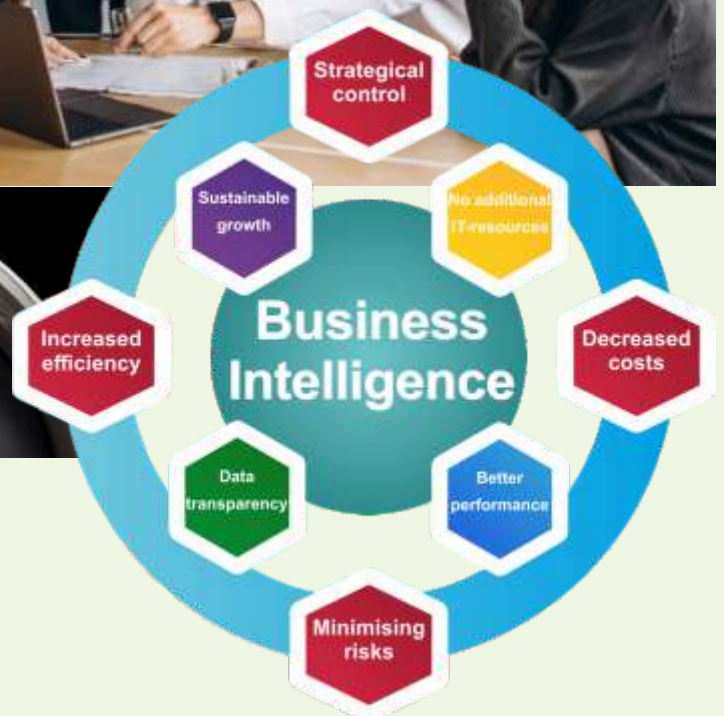 Strategical
control
Sustainable
growth
No additional
IT-resources
Business
Intelligence
Increased
efficiency
Decreased
costs
Data
transparency
Better
performance
Minimising
risks